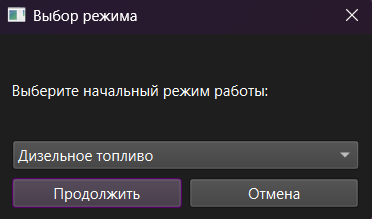 Выбор режима
Выберите начальный режим работы:
Дизельное топливо
Продолжить
Отмена